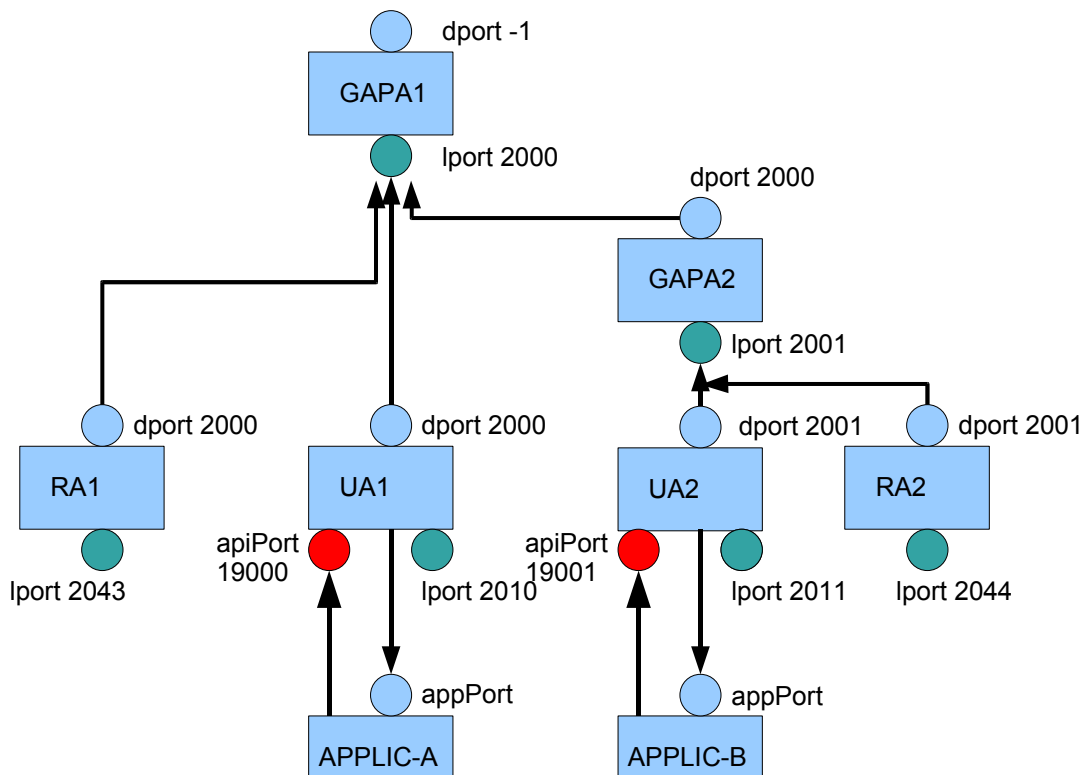 dport -1
GAPA1
lport 2000
dport 2000
GAPA2
lport 2001
dport 2000
dport 2000
dport 2001
dport 2001
RA1
UA1
UA2
RA2
apiPort
19000
apiPort
19001
lport 2043
lport 2010
lport 2011
lport 2044
appPort
appPort
APPLIC-A
APPLIC-B